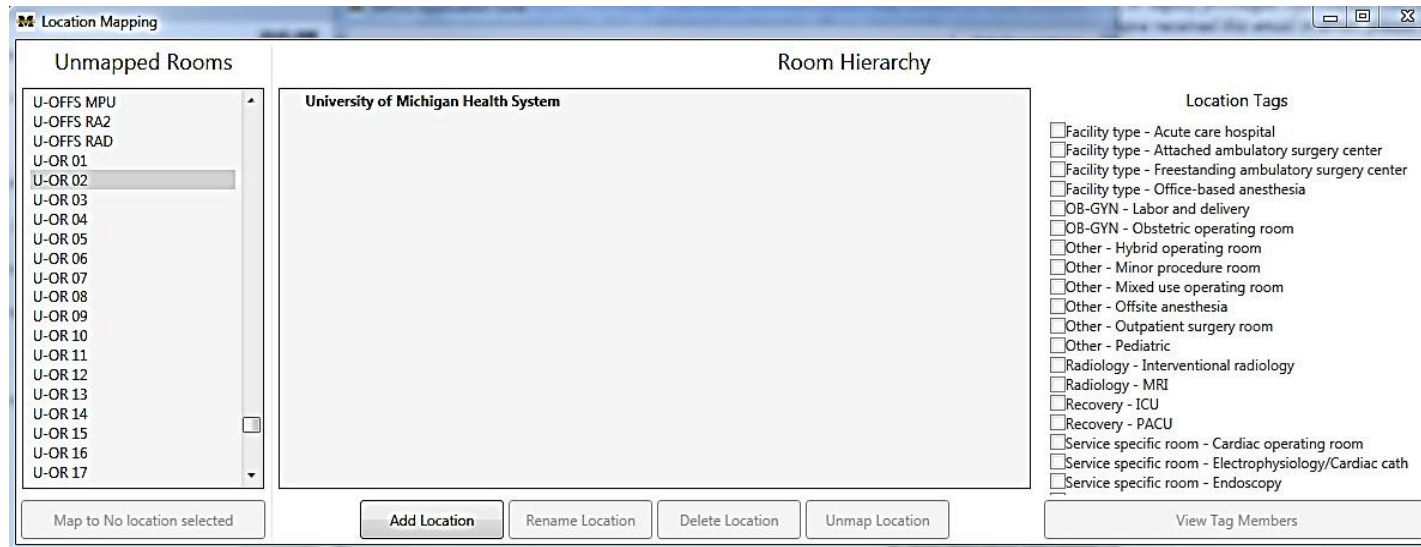 Location Mapping
Unmapped Rooms
U-OFFS MPU
U-OFFS RA2
U-OFFS RAD
U-OR 01
U-OR 02
U-OR 03
U-OR 04
U-OR 05
U-OR 06
U-OR 07
U-OR 08
U-OR 09
U-OR 10
U-OR 11
U-OR 12
U-OR 13
U-OR 14
U-OR 15
U-OR 16
U-OR 17
Map to No location selected
Room Hierarchy
University of Michigan Health System
Add Location
Rename Location
Delete Location
Unmap Location
Location Tags
Facility type - Acute care hospital
Facility type - Attached ambulatory surgery center
Facility type - Freestanding ambulatory surgery center
Facility type - Office-based anesthesia
OB-GYN - Labor and delivery
OB-GYN - Obstetric operating room
Other - Hybrid operating room
Other - Minor procedure room
Other - Mixed use operating room
Other - Offsite anesthesia
Other - Outpatient surgery room
Other - Pediatric
Radiology - Interventional radiology
Radiology - MRI
Recovery - ICU
Recovery - PACU
Service specific room - Cardiac operating room
Service specific room - Electrophysiology/Cardiac cath
Service specific room - Endoscopy
View Tag Members